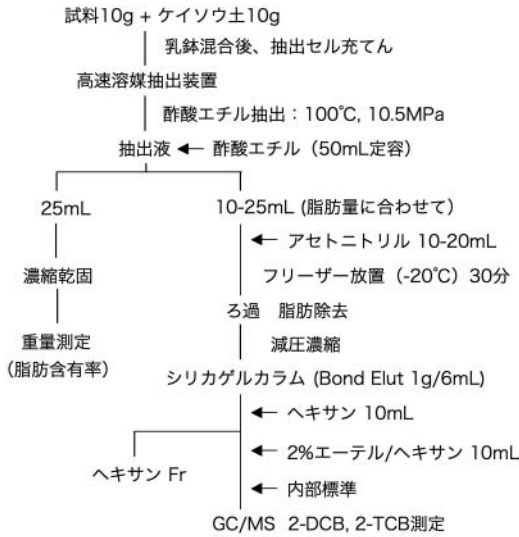 試料10g + ケイソウ土10g
乳鉢混合後、抽出セル充てん
高速溶媒抽出装置
酢酸エチル抽出：100℃, 10.5MPa
抽出液 ← 酢酸エチル（50mL定容）
25mL
10-25mL (脂肪量に合わせて）
← アセトニトリル 10-20mL
濃縮乾固
フリーザー放置（-20℃）30分
ろ過 脂肪除去
重量測定
(脂肪含有率）
減圧濃縮
シリカゲルカラム (Bond Elut 1g/6mL)
← ヘキサン 10mL
← 2%エーテル/ヘキサン 10mL
ヘキサン Fr
← 内部標準
GC/MS 2-DCB, 2-TCB測定